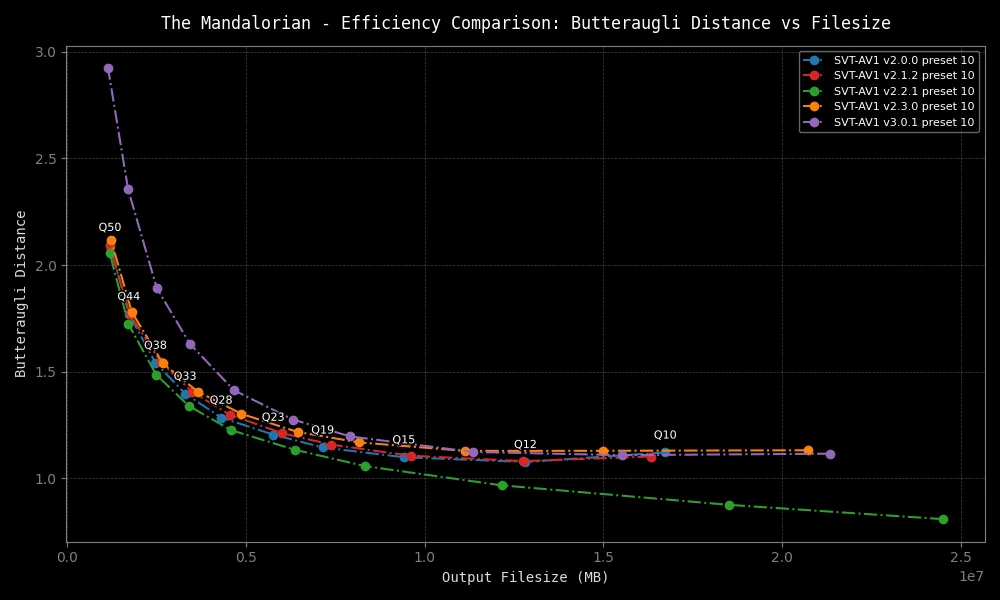 The Mandalorian - Efficiency Comparison: Butteraugli Distance vs Filesize
SVT-AV1 v2.0.0 preset 10
SVT-AV1 v2.1.2 preset 10
SVT-AV1 v2.2.1 preset 10
SVT-AV1 v2.3.0 preset 10
SVT-AV1 v3.0.1 preset 10
3.0
2.5
2.0
1.5
1.0
Butteraugli Distance
Q50
Q44
Q38
Q33
Q28
Q23
Q19
Q15
Q12
Q10
0.0
0.5
1.0
1.5
2.0
2.5
1e7
Output Filesize (MB)